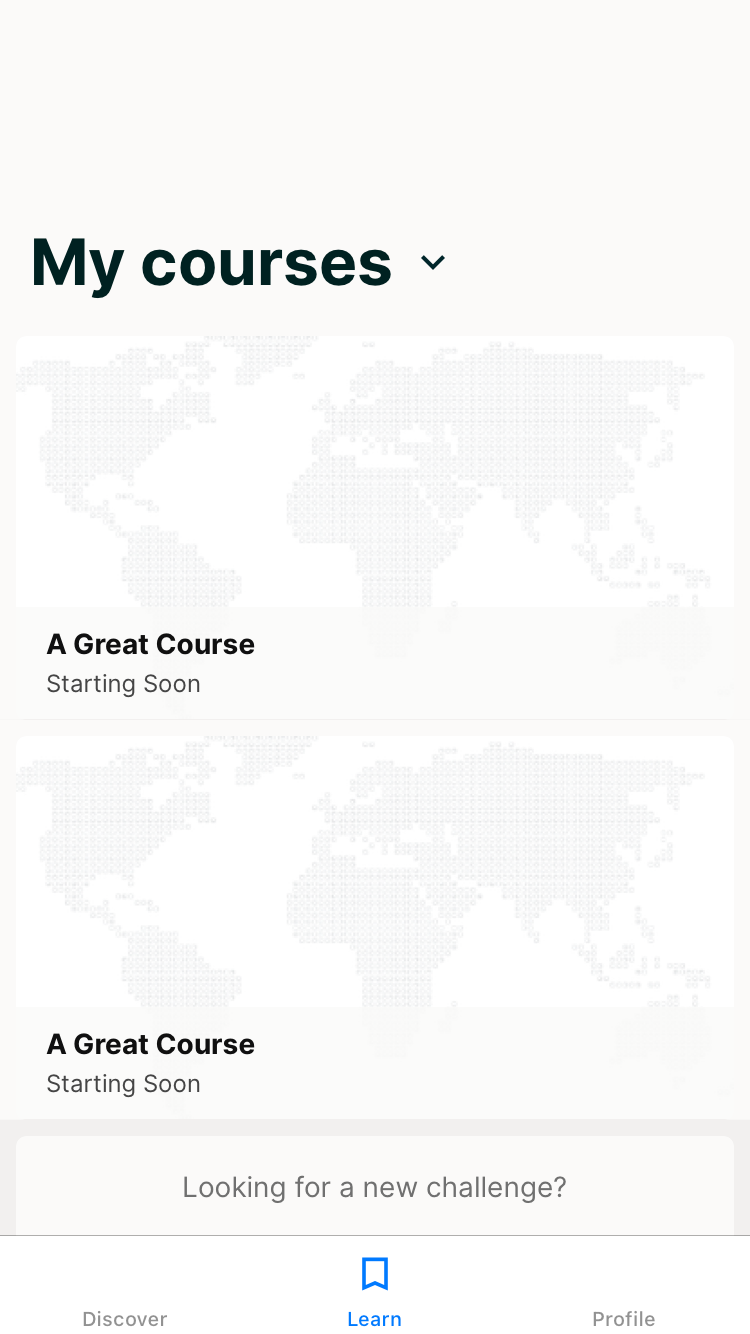 My courses
A Great Course
Starting Soon
A Great Course
Starting Soon
Looking for a new challenge?
Discover
Learn
Profile